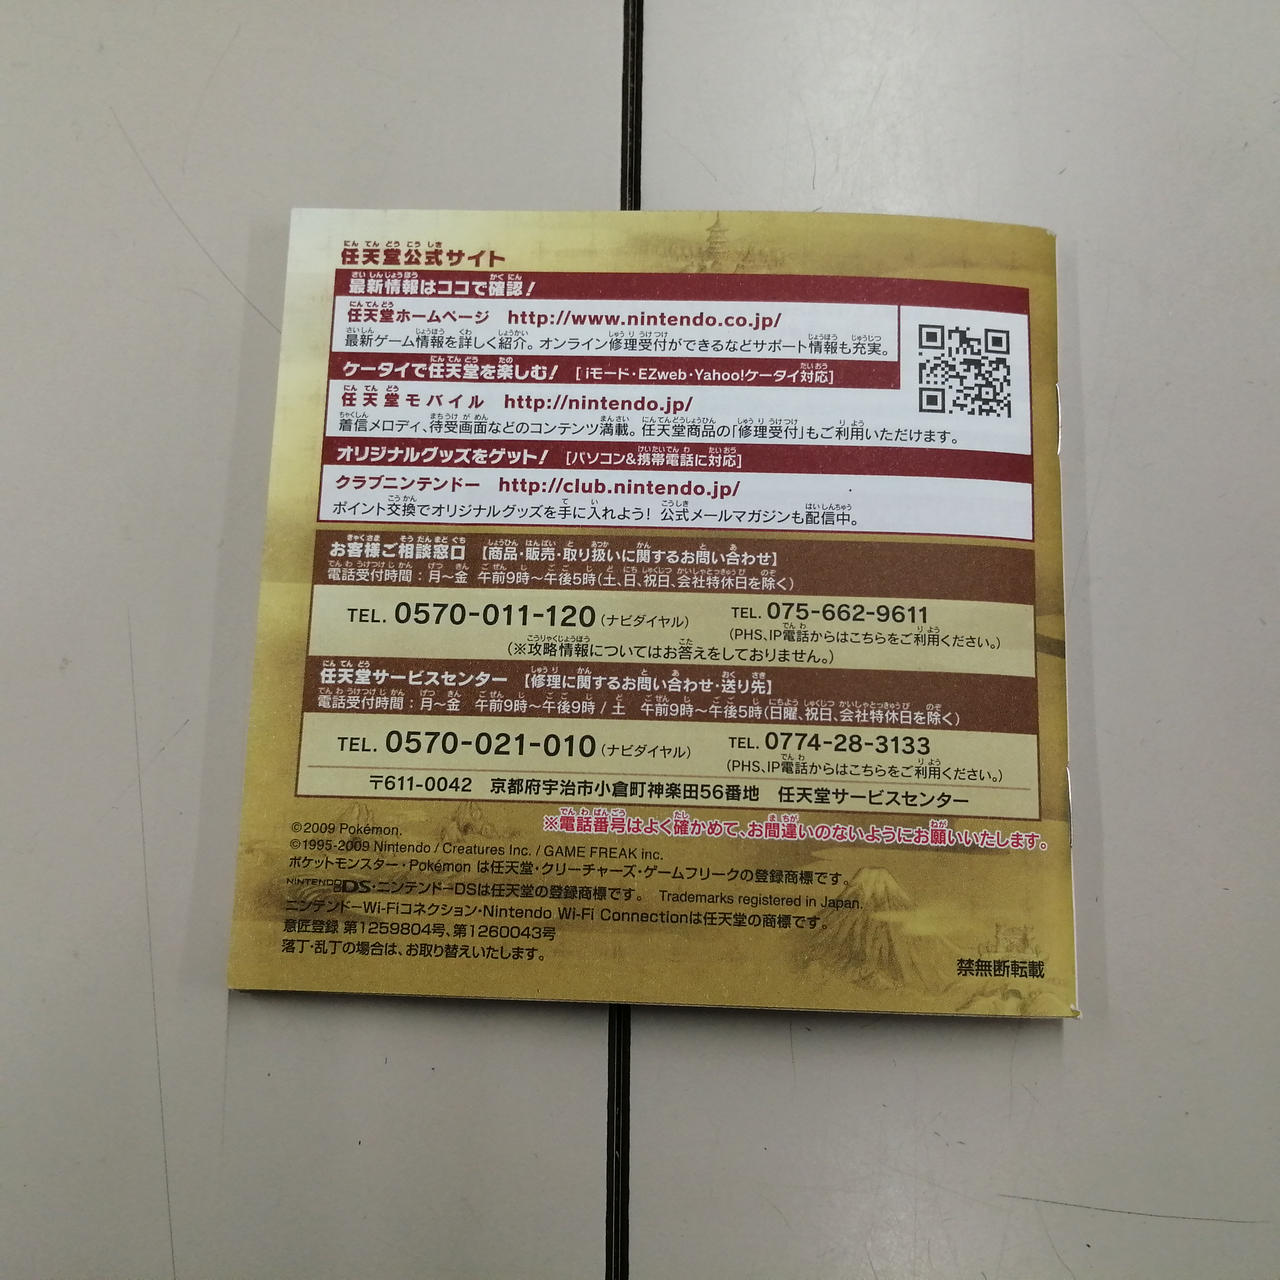 任天堂公式サイト
最新情報はココで確認！
任天堂ホームページ http://www.nintendo.co.jp/
最新ゲーム情報を詳しく紹介。オンライン修理受付ができるなどサポート情報も充実。
ケータイで任天堂を楽しむ！ [iモード・EZweb・Yahoo!ケータイ対応]
任天堂モバイル http://nintendo.jp/
着信メロディ、待受画面などのコンテンツ満載。任天堂商品の「修理受付」もご利用いただけます。
オリジナルグッズをゲット！ [パソコン&携帯電話に対応]
クラブニンテンドー http://club.nintendo.jp/
ポイント交換でオリジナルグッズを手に入れよう！ 公式メールマガジンも配信中。
お客様ご相談窓口 【商品・販売・取り扱いに関するお問い合わせ】
電話受付時間：月〜金 午前9時〜午後5時(土、日、祝日、会社特休日を除く)
TEL. 0570-011-120 (ナビダイヤル) TEL. 075-662-9611
(PHS、IP電話からはこちらをご利用ください。)
(※攻略情報についてはお答えをしておりません。)
任天堂サービスセンター 【修理に関するお問い合わせ・送り先】
電話受付時間：月〜金 午前9時〜午後9時 / 土 午前9時〜午後5時(日曜、祝日、会社特休日を除く)
TEL. 0570-021-010 (ナビダイヤル) TEL. 0774-28-3133
(PHS、IP電話からはこちらをご利用ください。)
〒611-0042 京都府宇治市小倉町神楽田56番地 任天堂サービスセンター
※電話番号はよく確かめて、お間違いのないようにお願いいたします。
©2009 Pokémon.
©1995-2009 Nintendo / Creatures Inc. / GAME FREAK inc.
ポケットモンスター・Pokémon は任天堂・クリーチャーズ・ゲームフリークの登録商標です。
NINTENDO DS・ニンテンドーDSは任天堂の登録商標です。 Trademarks registered in Japan.
ニンテンドーWi-Fiコネクション・Nintendo Wi-Fi Connectionは任天堂の商標です。
意匠登録 第1259804号、第1260043号
落丁・乱丁の場合は、お取り替えいたします。
禁無断転載